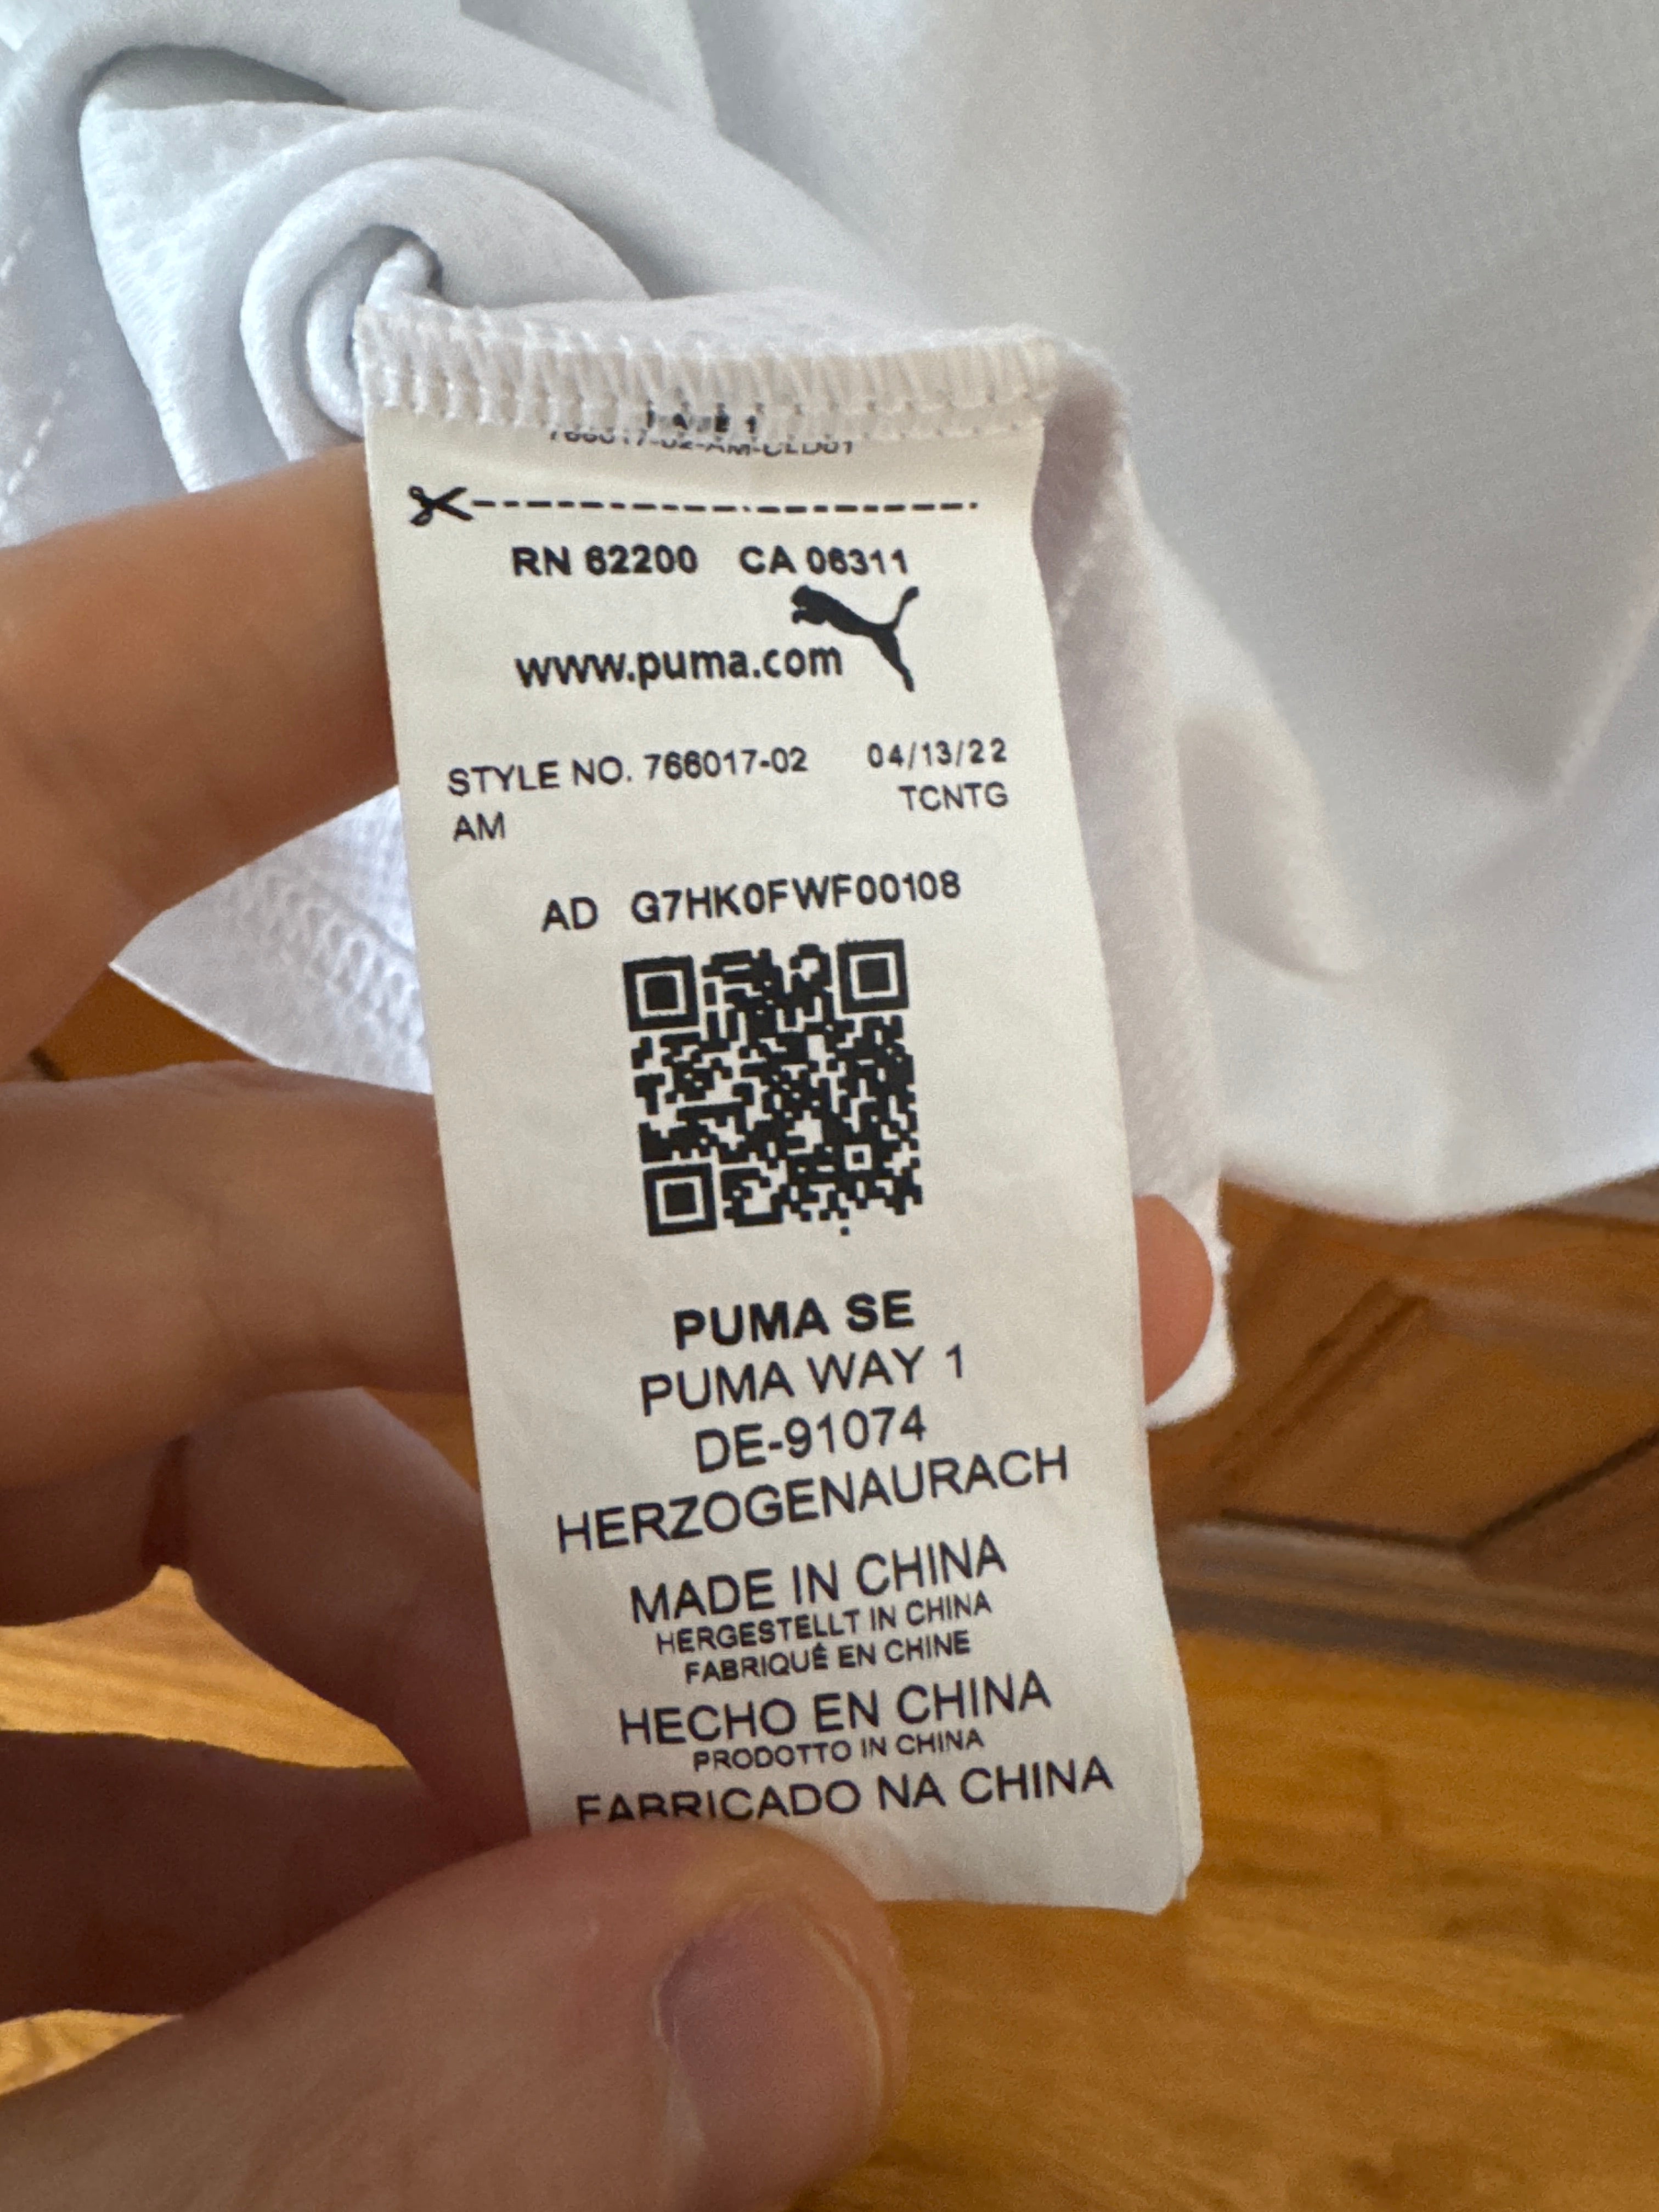 RN 62200 CA 06311
www.puma.com
STYLE NO. 766017-02 04/13/22
AM TCNTG
AD G7HK0FWF00108
PUMA SE
PUMA WAY 1
DE-91074
HERZOGENAURACH
MADE IN CHINA
HERGESTELLT IN CHINA
FABRIQUÉ EN CHINE
HECHO EN CHINA
PRODOTTO IN CHINA
FABRICADO NA CHINA